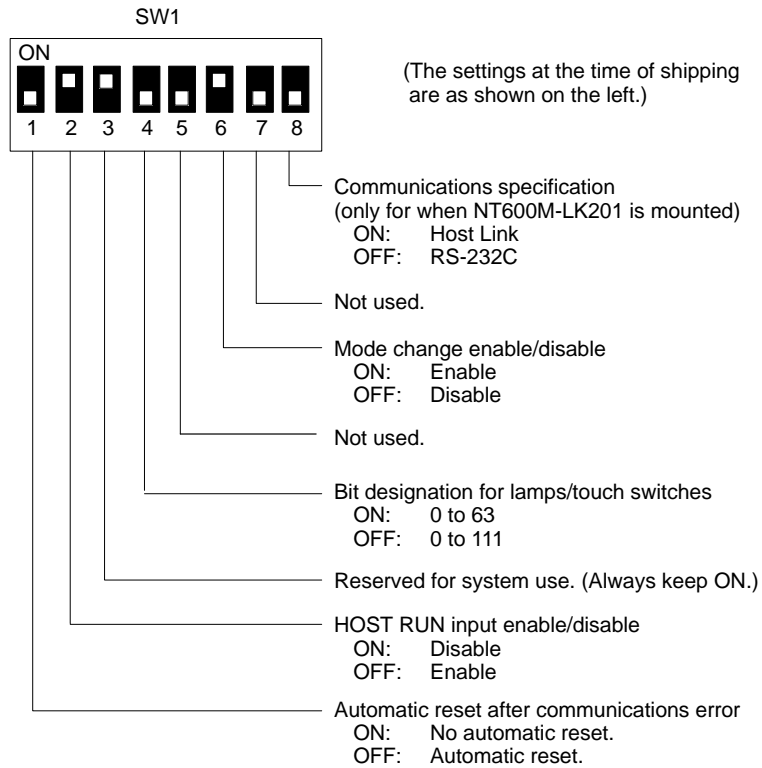 SW1
ON
1 2 3 4 5 6 7 8
(The settings at the time of shipping
are as shown on the left.)
Communications specification
(only for when NT600M-LK201 is mounted)
ON: Host Link
OFF: RS-232C
Not used.
Mode change enable/disable
ON: Enable
OFF: Disable
Not used.
Bit designation for lamps/touch switches
ON: 0 to 63
OFF: 0 to 111
Reserved for system use. (Always keep ON.)
HOST RUN input enable/disable
ON: Disable
OFF: Enable
Automatic reset after communications error
ON: No automatic reset.
OFF: Automatic reset.